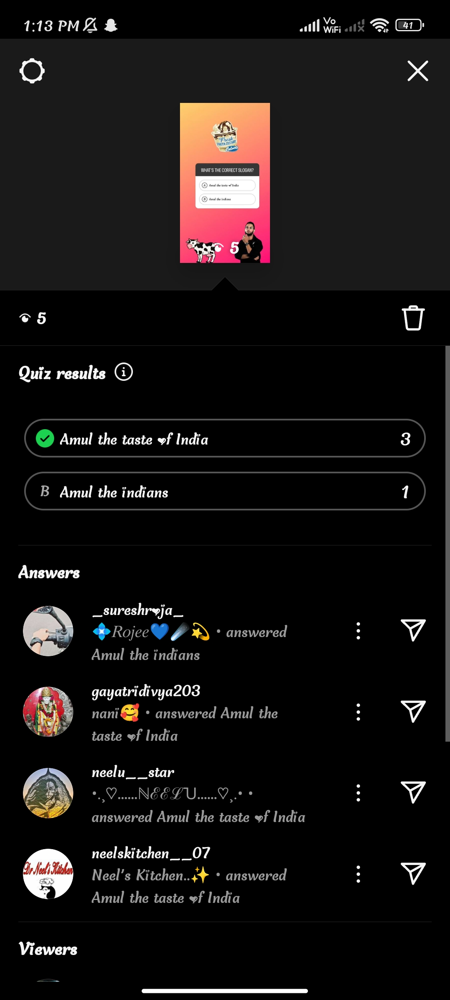 1:13 PM
Vo
WiFi
41
Fresh
FROZEN CUSTARD
Culver's
WHAT'S THE CORRECT SLOGAN?
A Amul the taste of India
B Amul the indians
5
5
Quiz results
Amul the taste of India 3
B Amul the indians 1
Answers
_sureshroja_
💠Rojee💙☄️💫 • answered
Amul the indians
gayatridivya203
nani🥰 • answered Amul the
taste of India
neelu__star
•.¸♡......ℕℰℰℒU......♡¸.• •
answered Amul the taste of India
Dr Neel's Kitchen
neelskitchen__07
Neel's Kitchen..✨ • answered
Amul the taste of India
Viewers